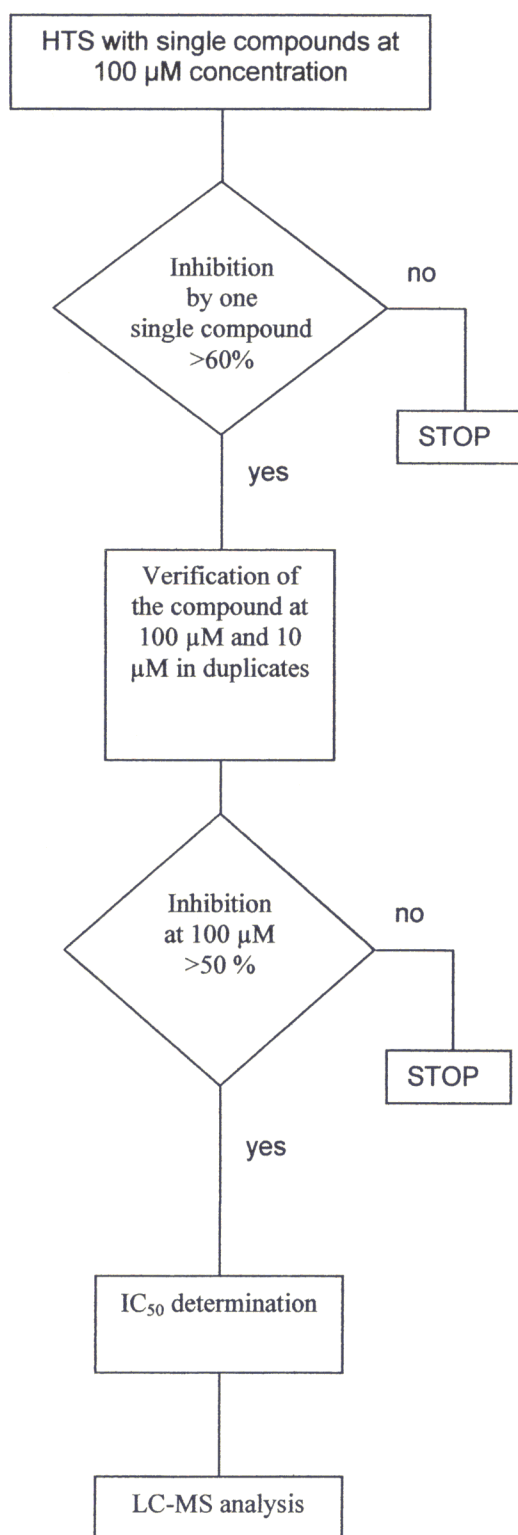 HTS with single compounds at
100 µM concentration
Inhibition
by one
single compound
>60%
no
STOP
yes
Verification of
the compound at
100 µM and 10
µM in duplicates
Inhibition
at 100 µM
>50 %
no
STOP
yes
IC₅₀ determination
LC-MS analysis